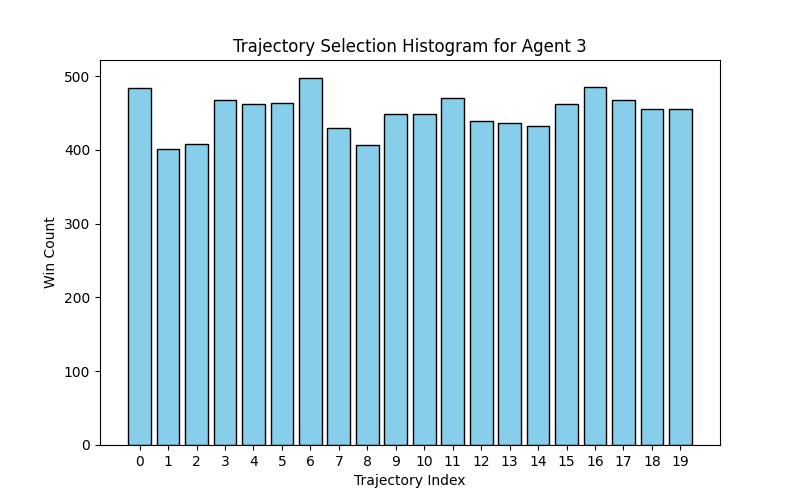 Trajectory Selection Histogram for Agent 3
500
400
300
200
100
0
Win Count
0 1 2 3 4 5 6 7 8 9 10 11 12 13 14 15 16 17 18 19
Trajectory Index